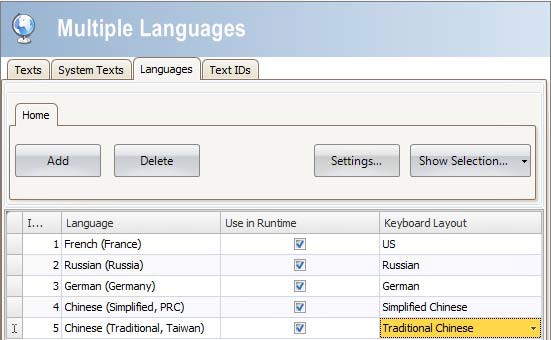 Multiple Languages
Texts System Texts Languages Text IDs
Home
Add Delete Settings... Show Selection...
I... Language Use in Runtime Keyboard Layout
1 French (France) US
2 Russian (Russia) Russian
3 German (Germany) German
4 Chinese (Simplified, PRC) Simplified Chinese
5 Chinese (Traditional, Taiwan) Traditional Chinese